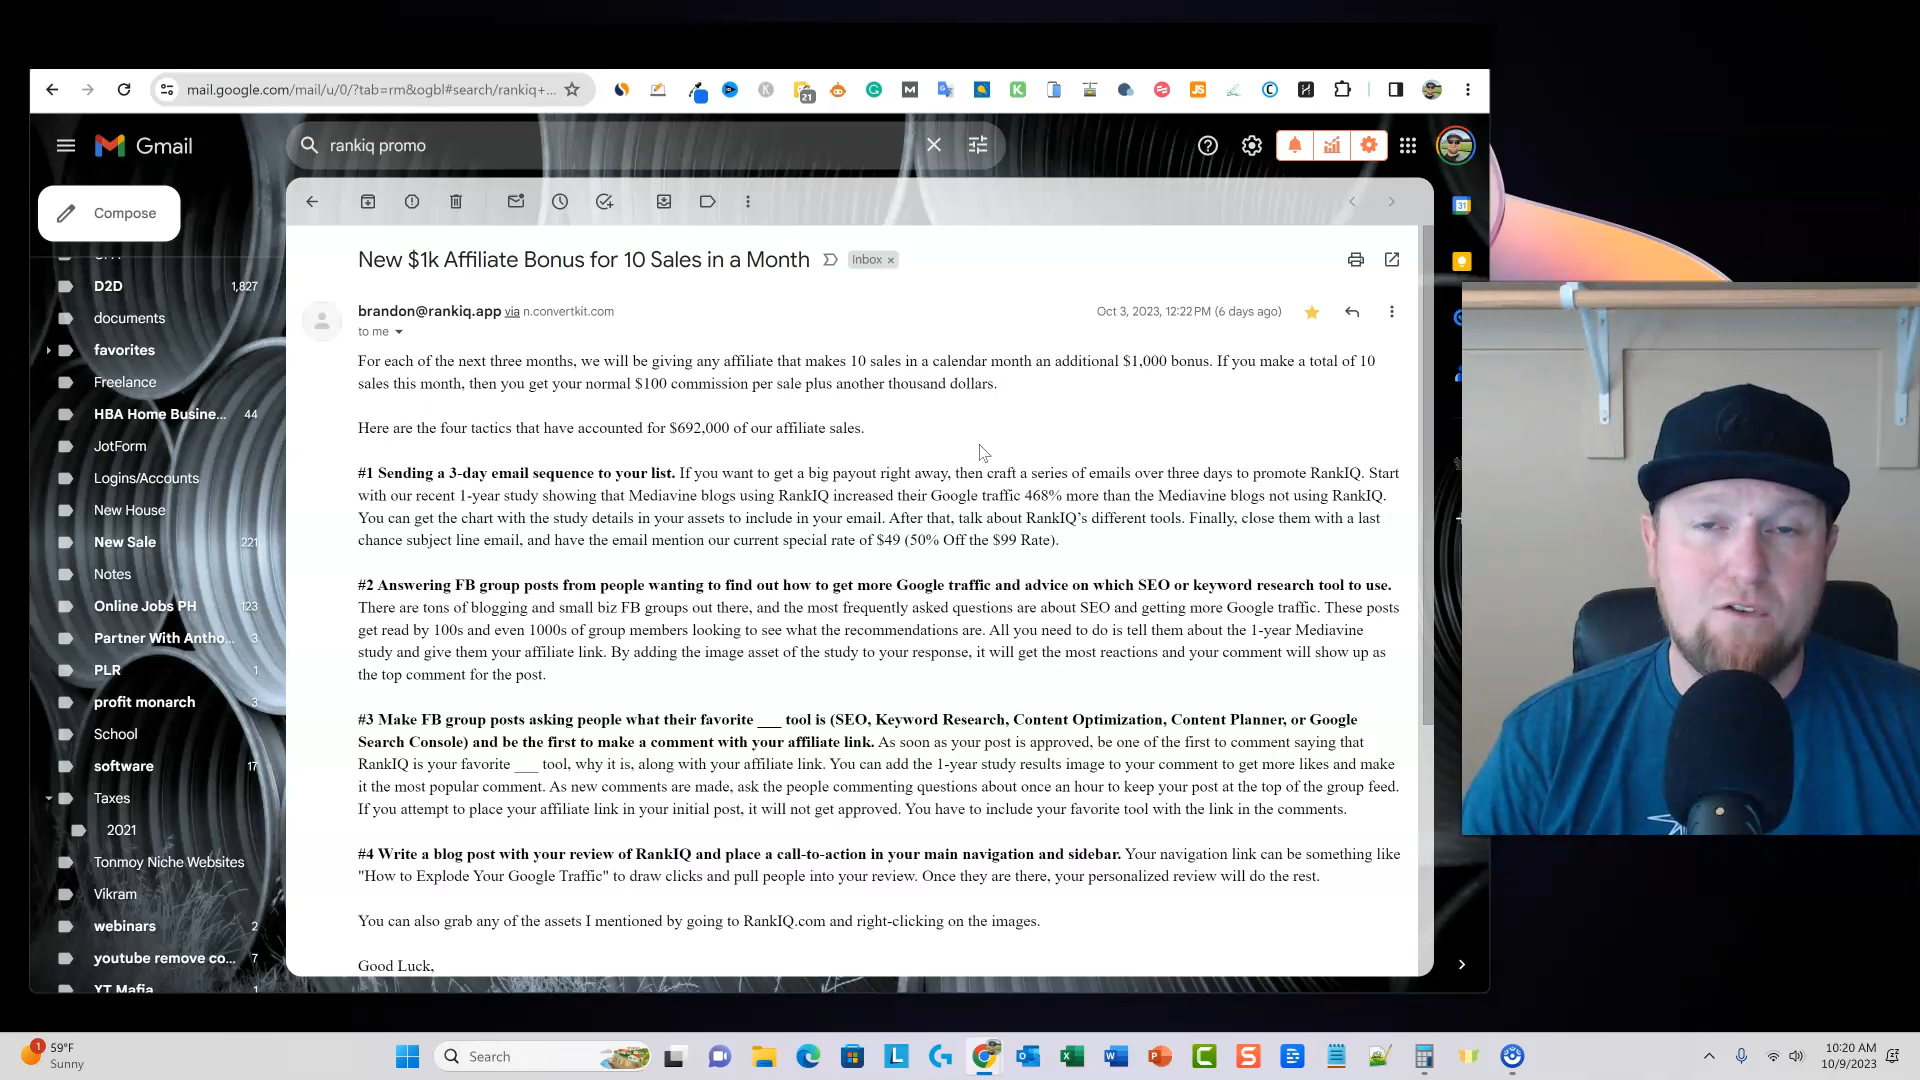 mail.google.com/mail/u/0/?tab=rm&ogbl#search/rankiq+...
21
Gmail
rankiq promo
Compose
D2D 1,827
documents
favorites
Freelance
HBA Home Busine... 44
JotForm
Logins/Accounts
New House
New Sale 221
Notes
Online Jobs PH 123
Partner With Antho... 3
PLR 1
profit monarch 3
School
software 17
Taxes
2021
Tonmoy Niche Websites
Vikram
webinars 2
youtube remove co... 7
YT Mafia 1
New $1k Affiliate Bonus for 10 Sales in a Month Inbox ×
brandon@rankiq.app via n.convertkit.com Oct 3, 2023, 12:22 PM (6 days ago)
to me
For each of the next three months, we will be giving any affiliate that makes 10 sales in a calendar month an additional $1,000 bonus. If you make a total of 10
sales this month, then you get your normal $100 commission per sale plus another thousand dollars.
Here are the four tactics that have accounted for $692,000 of our affiliate sales.
#1 Sending a 3-day email sequence to your list. If you want to get a big payout right away, then craft a series of emails over three days to promote RankIQ. Start
with our recent 1-year study showing that Mediavine blogs using RankIQ increased their Google traffic 468% more than the Mediavine blogs not using RankIQ.
You can get the chart with the study details in your assets to include in your email. After that, talk about RankIQ's different tools. Finally, close them with a last
chance subject line email, and have the email mention our current special rate of $49 (50% Off the $99 Rate).
#2 Answering FB group posts from people wanting to find out how to get more Google traffic and advice on which SEO or keyword research tool to use.
There are tons of blogging and small biz FB groups out there, and the most frequently asked questions are about SEO and getting more Google traffic. These posts
get read by 100s and even 1000s of group members looking to see what the recommendations are. All you need to do is tell them about the 1-year Mediavine
study and give them your affiliate link. By adding the image asset of the study to your response, it will get the most reactions and your comment will show up as
the top comment for the post.
#3 Make FB group posts asking people what their favorite ___ tool is (SEO, Keyword Research, Content Optimization, Content Planner, or Google
Search Console) and be the first to make a comment with your affiliate link. As soon as your post is approved, be one of the first to comment saying that
RankIQ is your favorite ___ tool, why it is, along with your affiliate link. You can add the 1-year study results image to your comment to get more likes and make
it the most popular comment. As new comments are made, ask the people commenting questions about once an hour to keep your post at the top of the group feed.
If you attempt to place your affiliate link in your initial post, it will not get approved. You have to include your favorite tool with the link in the comments.
#4 Write a blog post with your review of RankIQ and place a call-to-action in your main navigation and sidebar. Your navigation link can be something like
"How to Explode Your Google Traffic" to draw clicks and pull people into your review. Once they are there, your personalized review will do the rest.
You can also grab any of the assets I mentioned by going to RankIQ.com and right-clicking on the images.
Good Luck,
1
59°F
Sunny
Search
10:20 AM
10/9/2023